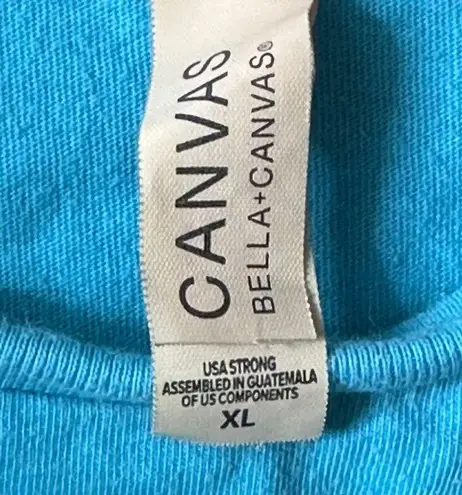 CANVAS
BELLA+CANVAS®
USA STRONG
ASSEMBLED IN GUATEMALA
OF US COMPONENTS
XL